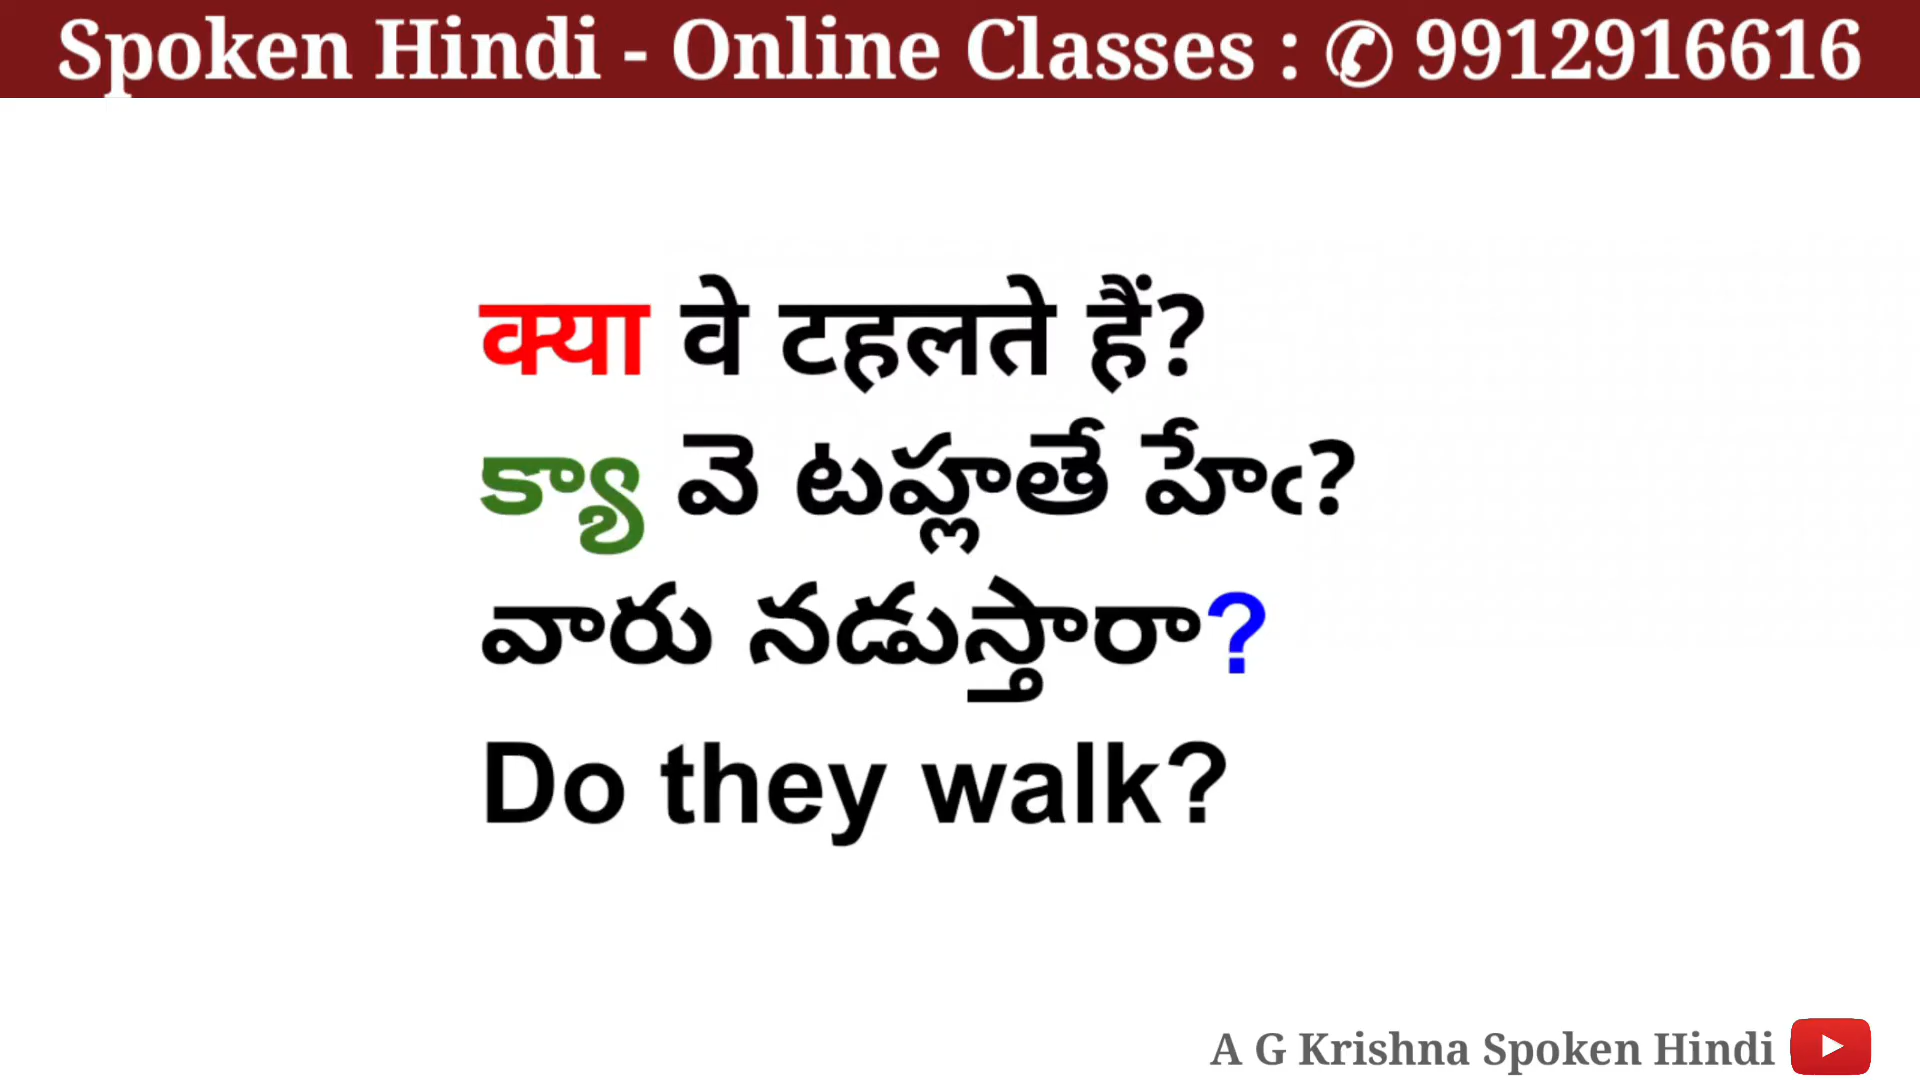 Spoken Hindi - Online Classes : ✆ 9912916616
क्या वे टहलते हैं?
క్యా వె టహ్లతే హేఁ?
వారు నడుస్తారా?
Do they walk?
A G Krishna Spoken Hindi